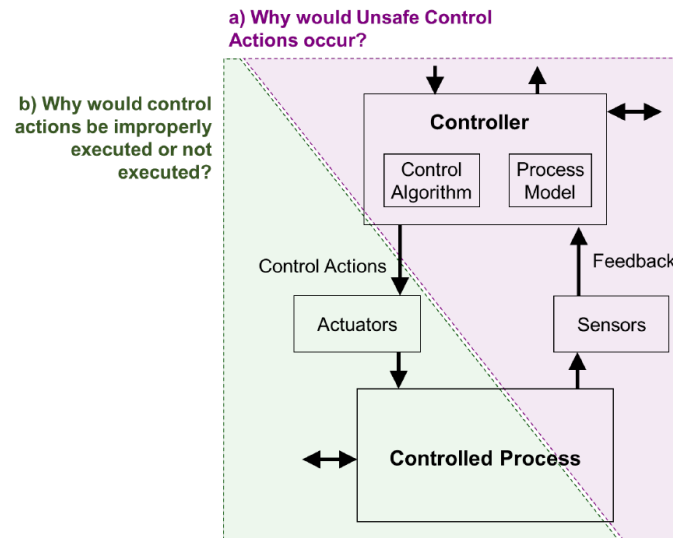 a) Why would Unsafe Control
Actions occur?
b) Why would control
actions be improperly
executed or not
executed?
Controller
Control
Algorithm
Process
Model
Control Actions
Feedback
Actuators
Sensors
Controlled Process